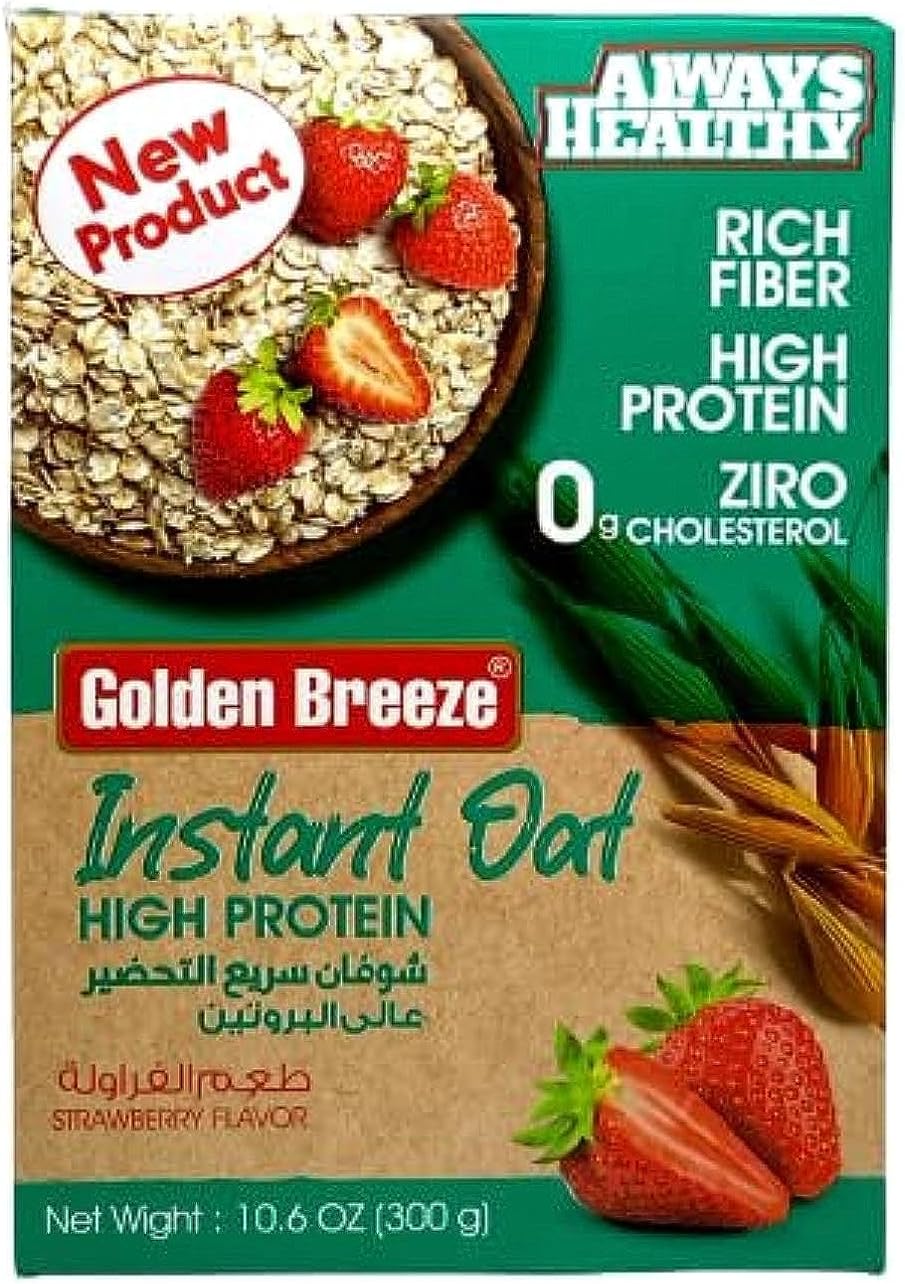 New
Product
ALWAYS
HEALTHY
RICH
FIBER
HIGH
PROTEIN
0g ZIRO
CHOLESTEROL
Golden Breeze®
Instant Oat
HIGH PROTEIN
شوفان سريع التحضير
عالى البروتين
طعم الفراولة
STRAWBERRY FLAVOR
Net Wight : 10.6 OZ (300 g)